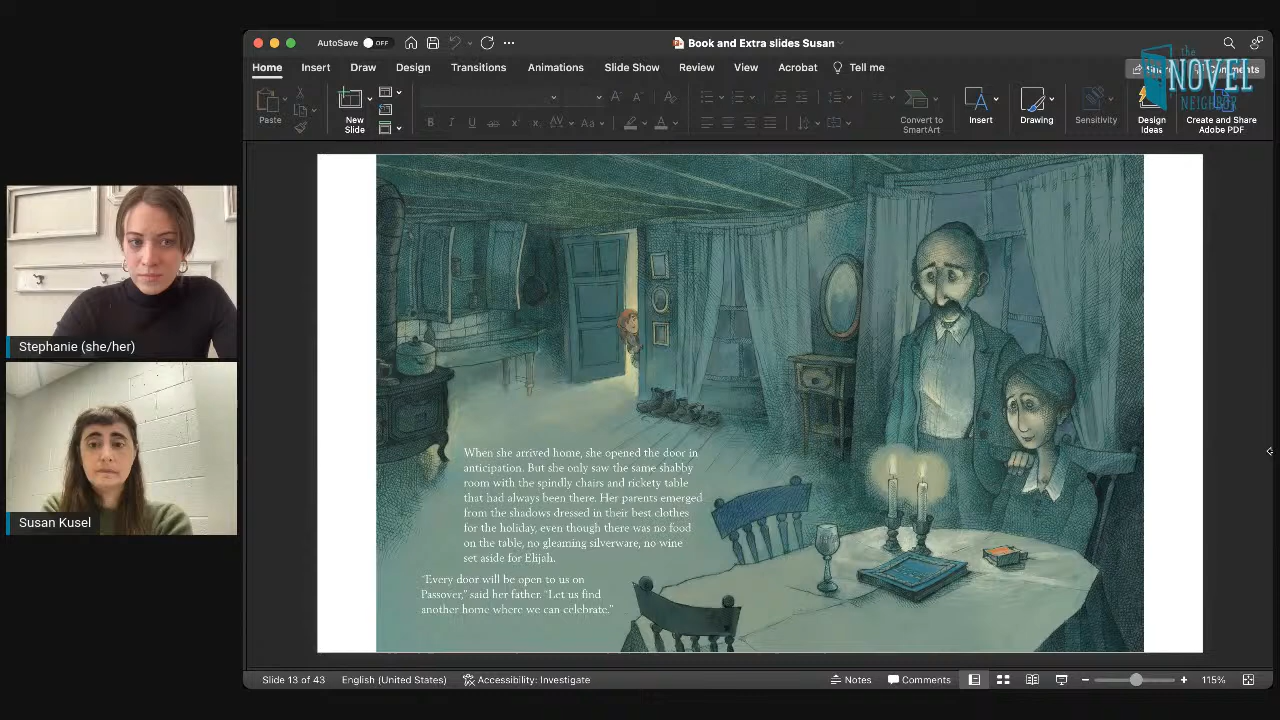 AutoSave
OFF
Book and Extra slides Susan
Home
Insert
Draw
Design
Transitions
Animations
Slide Show
Review
View
Acrobat
Tell me
Share
Comments
the
NOVEL
NEIGHBOR
Paste
New
Slide
Convert to
SmartArt
Insert
Drawing
Sensitivity
Design
Ideas
Create and Share
Adobe PDF
Stephanie (she/her)
Susan Kusel
When she arrived home, she opened the door in
anticipation. But she only saw the same shabby
room with the spindly chairs and rickety table
that had always been there. Her parents emerged
from the shadows dressed in their best clothes
for the holiday, even though there was no food
on the table, no gleaming silverware, no wine
set aside for Elijah.
“Every door will be open to us on
Passover,” said her father. “Let us find
another home where we can celebrate.”
Slide 13 of 43
English (United States)
Accessibility: Investigate
Notes
Comments
115%